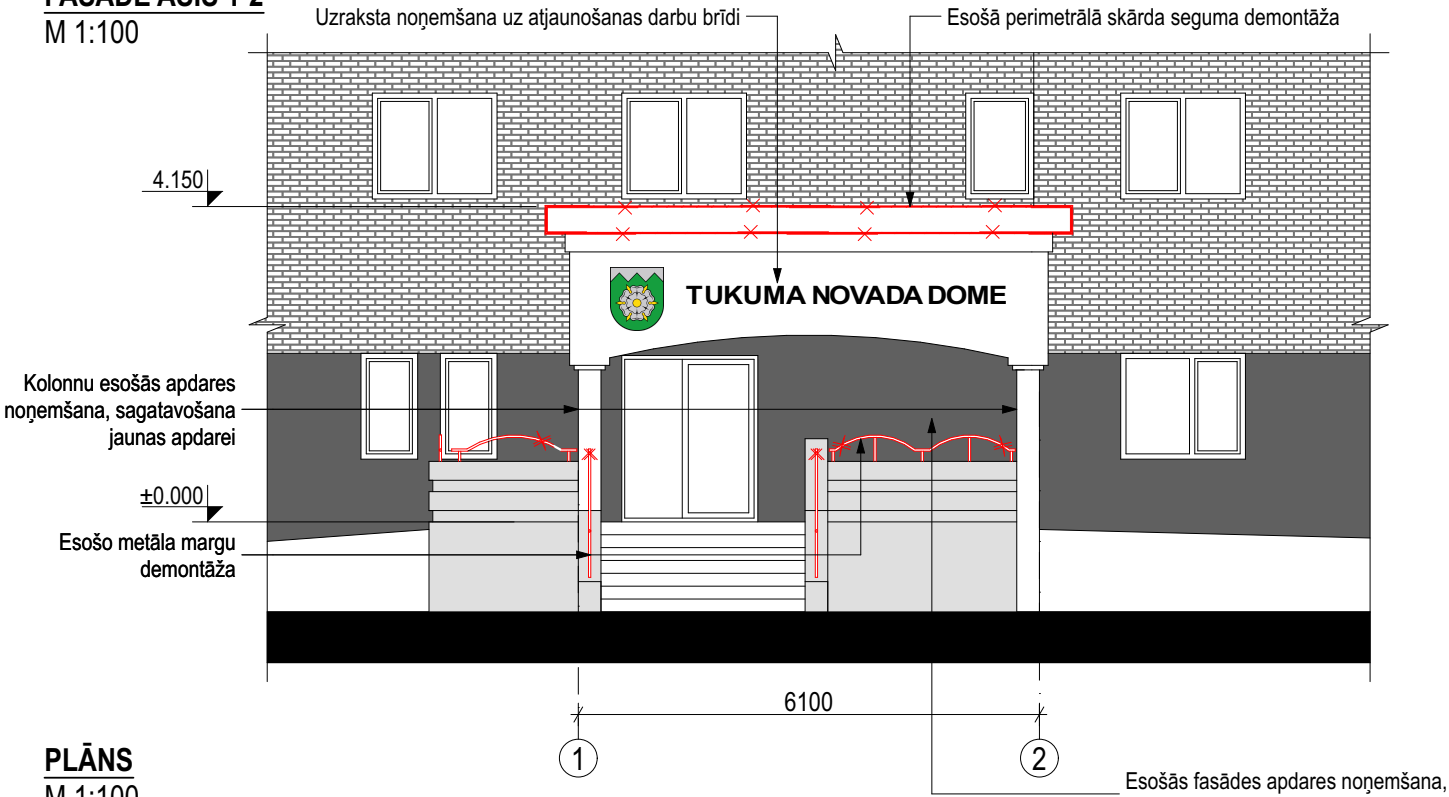 FASĀDE ASĪS 1-2
M 1:100
Uzraksta noņemšana uz atjaunošanas darbu brīdi
Esošā perimetrālā skārda seguma demontāža
4.150
TUKUMA NOVADA DOME
Kolonnu esošās apdares
noņemšana, sagatavošana
jaunas apdarei
±0.000
Esošo metāla margu
demontāža
6100
1
2
PLĀNS
M 1:100
Esošās fasādes apdares noņemšana,